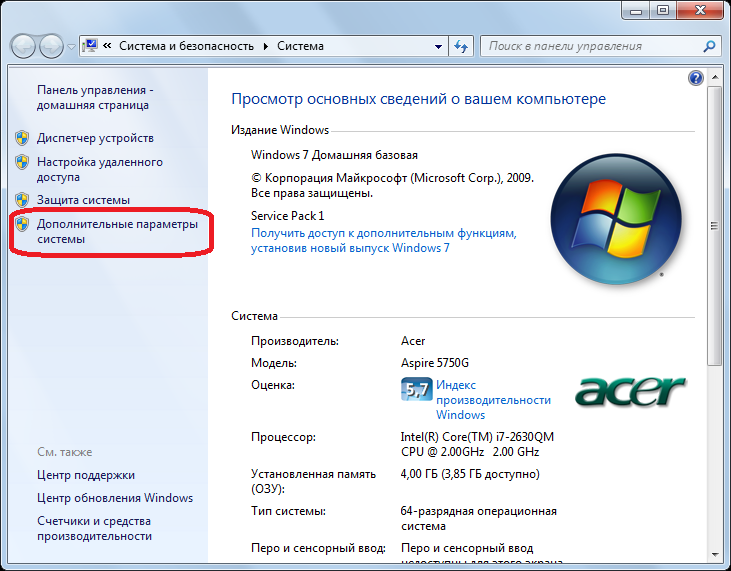 « Система и безопасность ▸ Система
Поиск в панели управления
Панель управления -
домашняя страница
Диспетчер устройств
Настройка удаленного
доступа
Защита системы
Дополнительные параметры
системы
См. также
Центр поддержки
Центр обновления Windows
Счетчики и средства
производительности
Просмотр основных сведений о вашем компьютере
Издание Windows
Windows 7 Домашняя базовая
© Корпорация Майкрософт (Microsoft Corp.), 2009.
Все права защищены.
Service Pack 1
Получить доступ к дополнительным функциям,
установив новый выпуск Windows 7
Система
Производитель: Acer
Модель: Aspire 5750G
Оценка: 5,7 Индекс
производительности
Windows
acer
Процессор: Intel(R) Core(TM) i7-2630QM
CPU @ 2.00GHz 2.00 GHz
Установленная память 4,00 ГБ (3,85 ГБ доступно)
(ОЗУ):
Тип системы: 64-разрядная операционная
система
Перо и сенсорный ввод: Перо и сенсорный ввод
недоступны для этого экрана